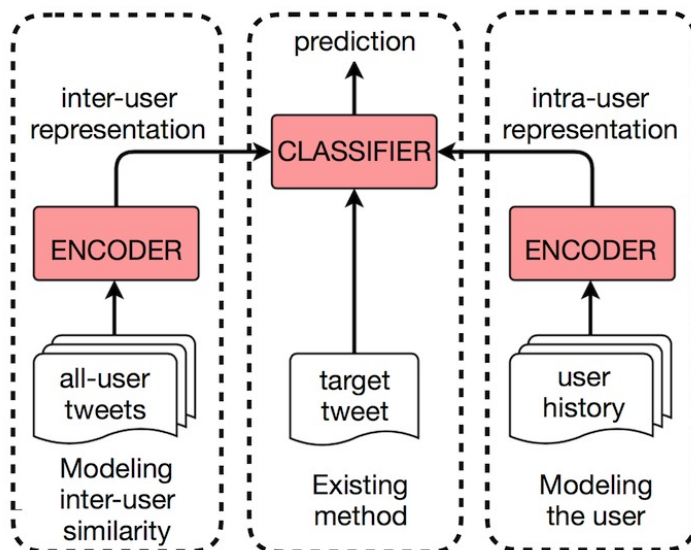 inter-user
representation
ENCODER
all-user
tweets
Modeling
inter-user
similarity
prediction
CLASSIFIER
target
tweet
Existing
method
intra-user
representation
ENCODER
user
history
Modeling
the user